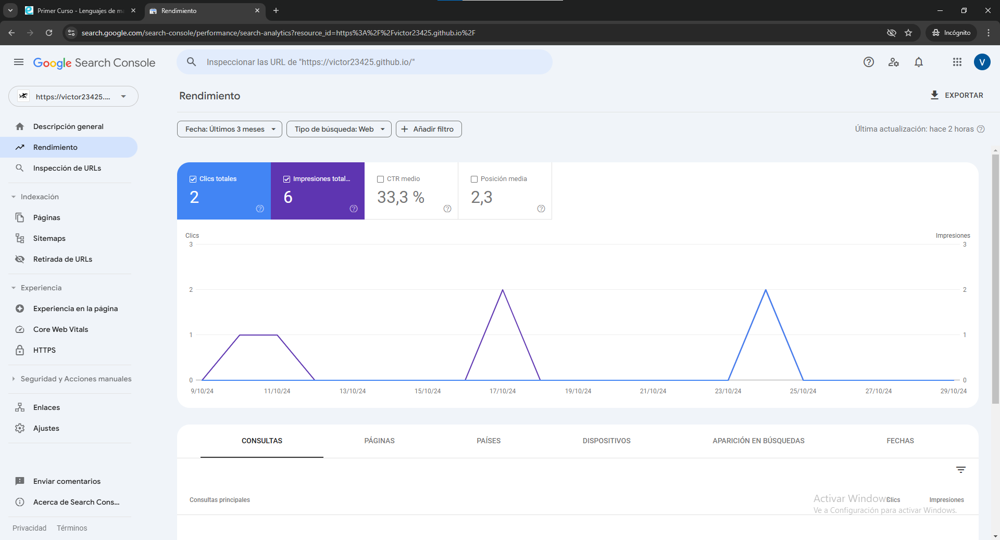 Primer Curso - Lenguajes de ma
Rendimiento
search.google.com/search-console/performance/search-analytics?resource_id=https%3A%2F%2Fvictor23425.github.io%2F
Incógnito
Google Search Console
Inspeccionar las URL de "https://victor23425.github.io/"
V
https://victor23425....
Rendimiento
EXPORTAR
Descripción general
Rendimiento
Inspección de URLs
Indexación
Páginas
Sitemaps
Retirada de URLs
Experiencia
Experiencia en la página
Core Web Vitals
HTTPS
Seguridad y Acciones manuales
Enlaces
Ajustes
Enviar comentarios
Acerca de Search Cons...
Privacidad Términos
Fecha: Últimos 3 meses
Tipo de búsqueda: Web
Añadir filtro
Última actualización: hace 2 horas
Clics totales
2
Impresiones total...
6
CTR medio
33,3 %
Posición media
2,3
Clics
Impresiones
3 3
2 2
1 1
0 0
9/10/24 11/10/24 13/10/24 15/10/24 17/10/24 19/10/24 21/10/24 23/10/24 25/10/24 27/10/24 29/10/24
CONSULTAS PÁGINAS PAÍSES DISPOSITIVOS APARICIÓN EN BÚSQUEDAS FECHAS
Consultas principales Clics Impresiones
Activar Windows
Ve a Configuración para activar Windows.